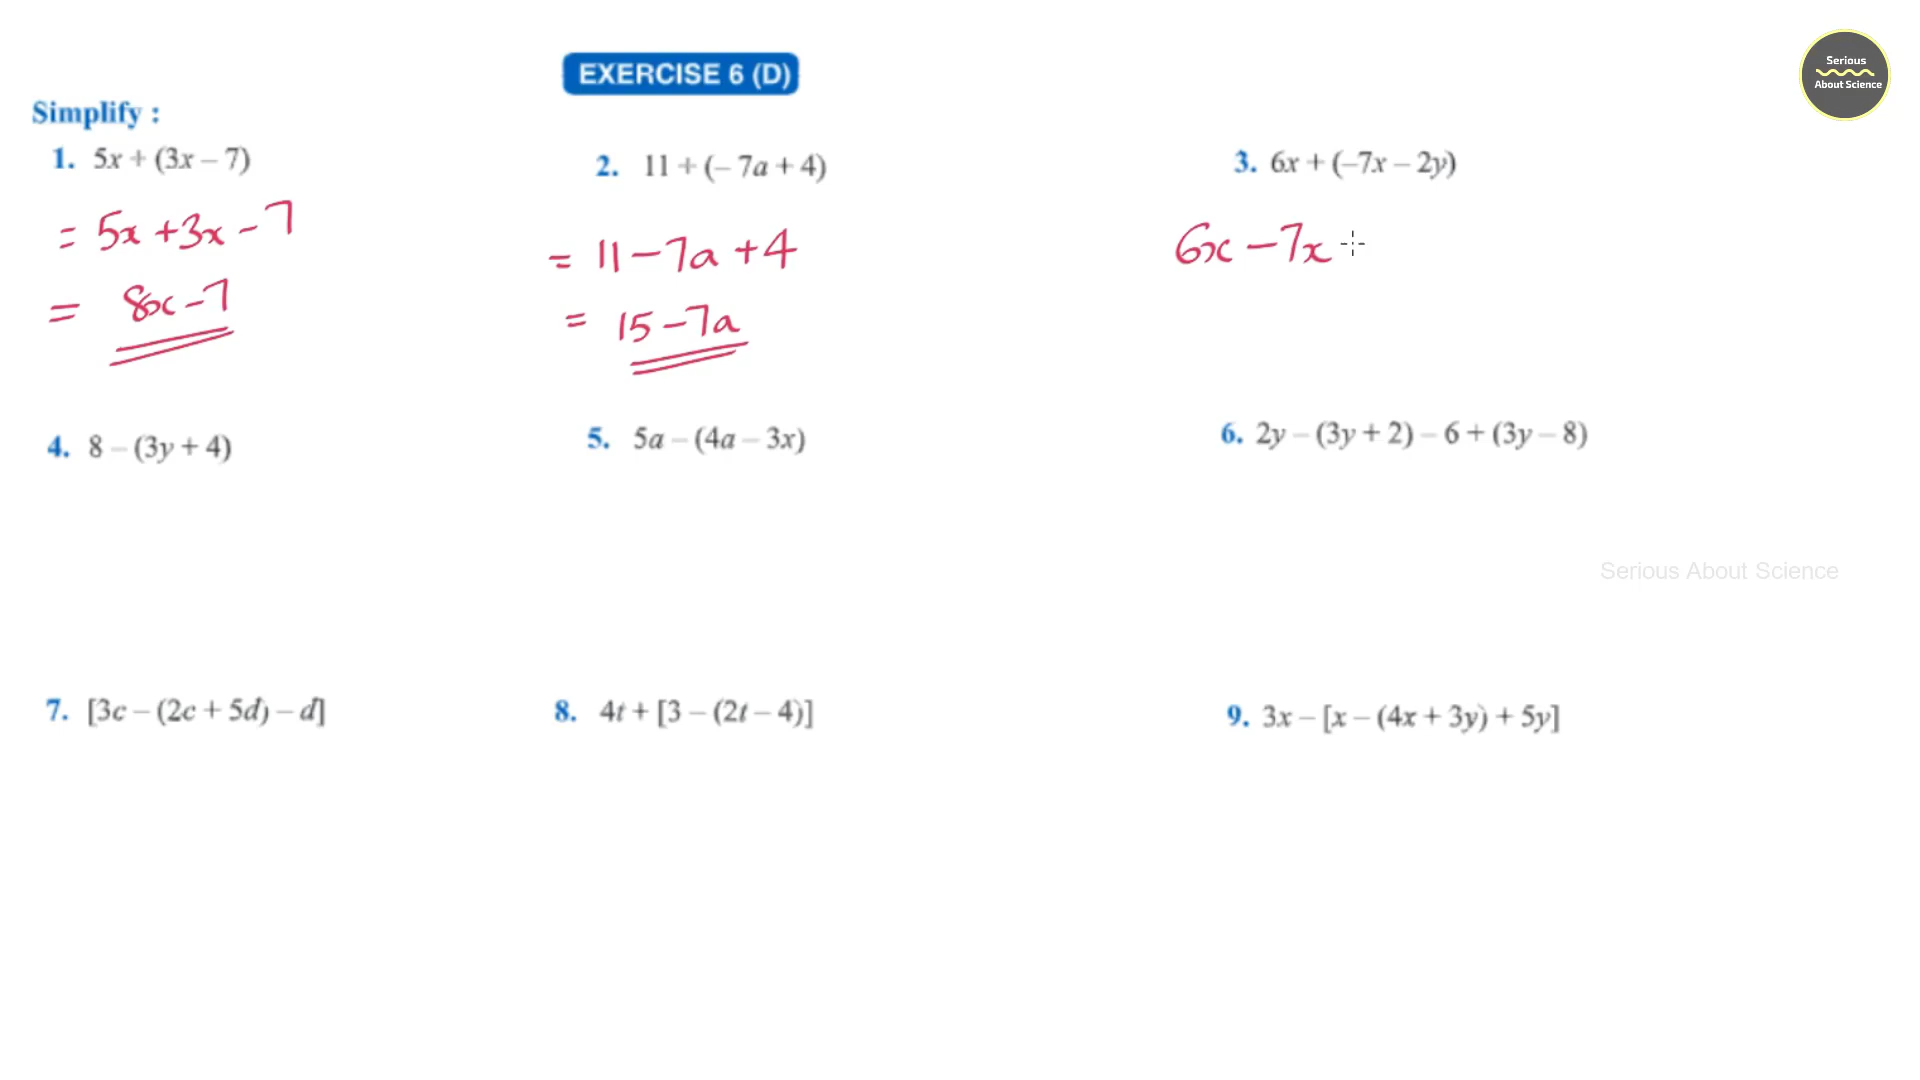 EXERCISE 6 (D)
Serious
About Science
Simplify :
1. 5x + (3x – 7)
= 5x + 3x - 7
= 8x - 7
2. 11 + (– 7a + 4)
= 11 - 7a + 4
= 15 - 7a
3. 6x + (–7x – 2y)
6x - 7x
4. 8 – (3y + 4)
5. 5a – (4a – 3x)
6. 2y – (3y + 2) – 6 + (3y – 8)
Serious About Science
7. [3c – (2c + 5d) – d]
8. 4t + [3 – (2t – 4)]
9. 3x – [x – (4x + 3y) + 5y]